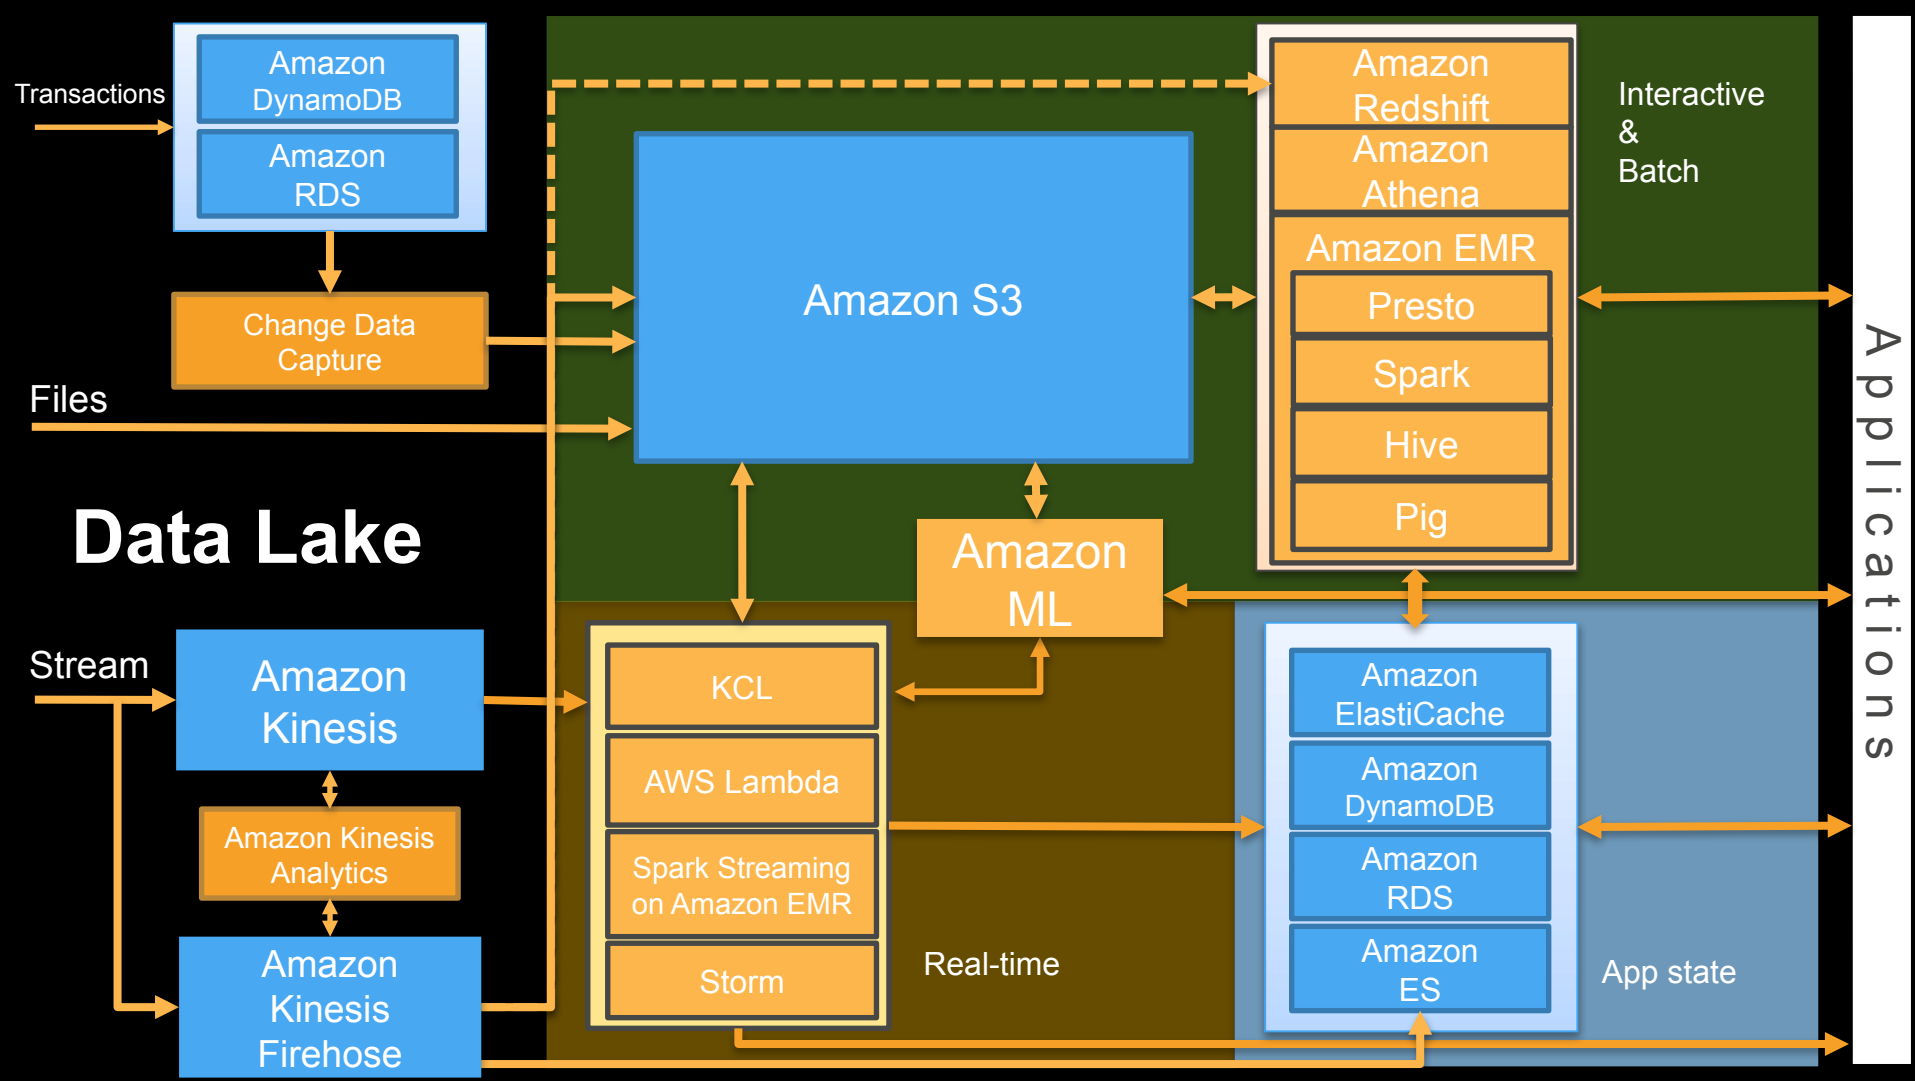 Transactions
Amazon
DynamoDB
Amazon
RDS
Change Data
Capture
Files
Data Lake
Stream
Amazon
Kinesis
Amazon Kinesis
Analytics
Amazon
Kinesis
Firehose
Amazon S3
Amazon
ML
KCL
AWS Lambda
Spark Streaming
on Amazon EMR
Storm
Real-time
Amazon
Redshift
Amazon
Athena
Amazon EMR
Presto
Spark
Hive
Pig
Interactive
&
Batch
Amazon
ElastiCache
Amazon
DynamoDB
Amazon
RDS
Amazon
ES
App state
Applications